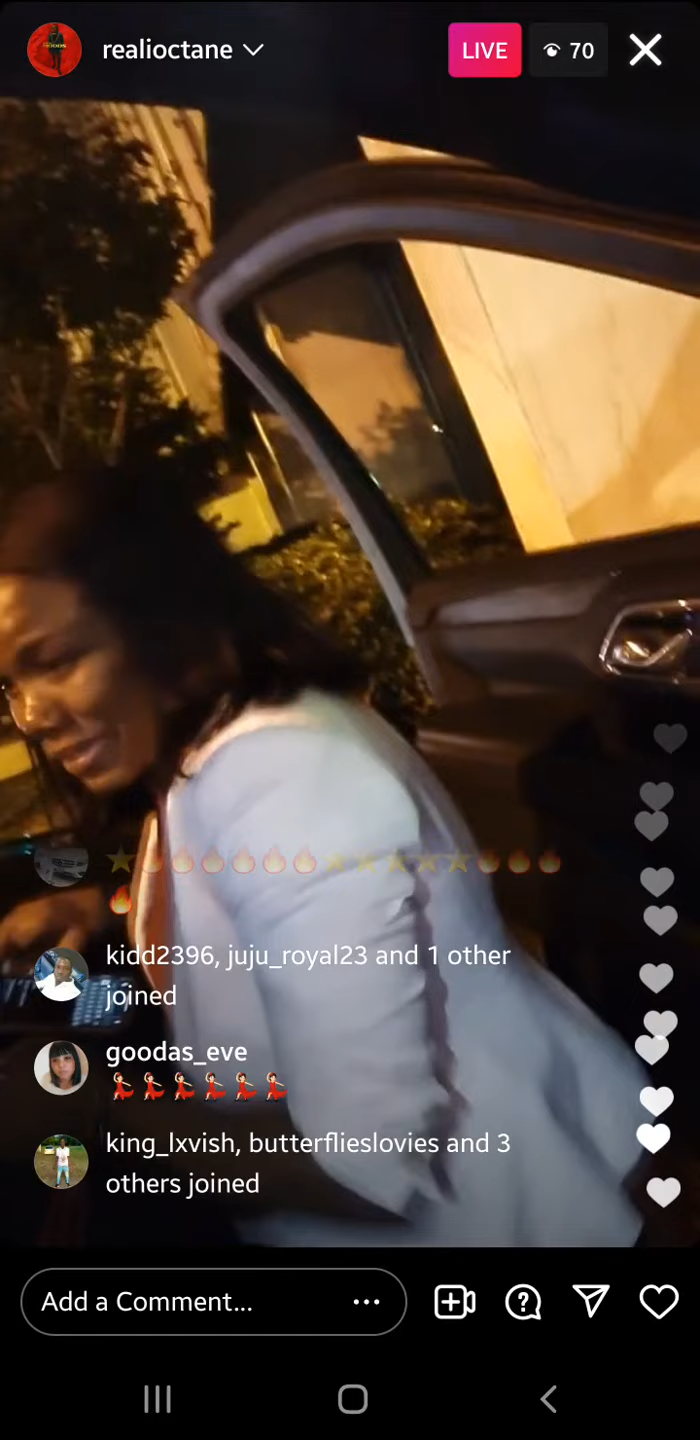 realioctane
LIVE
70
kidd2396, juju_royal23 and 1 other
joined
goodas_eve
💃🏻💃🏻💃🏻💃🏻💃🏻💃🏻
king_lxvish, butterflieslovies and 3
others joined
Add a Comment...